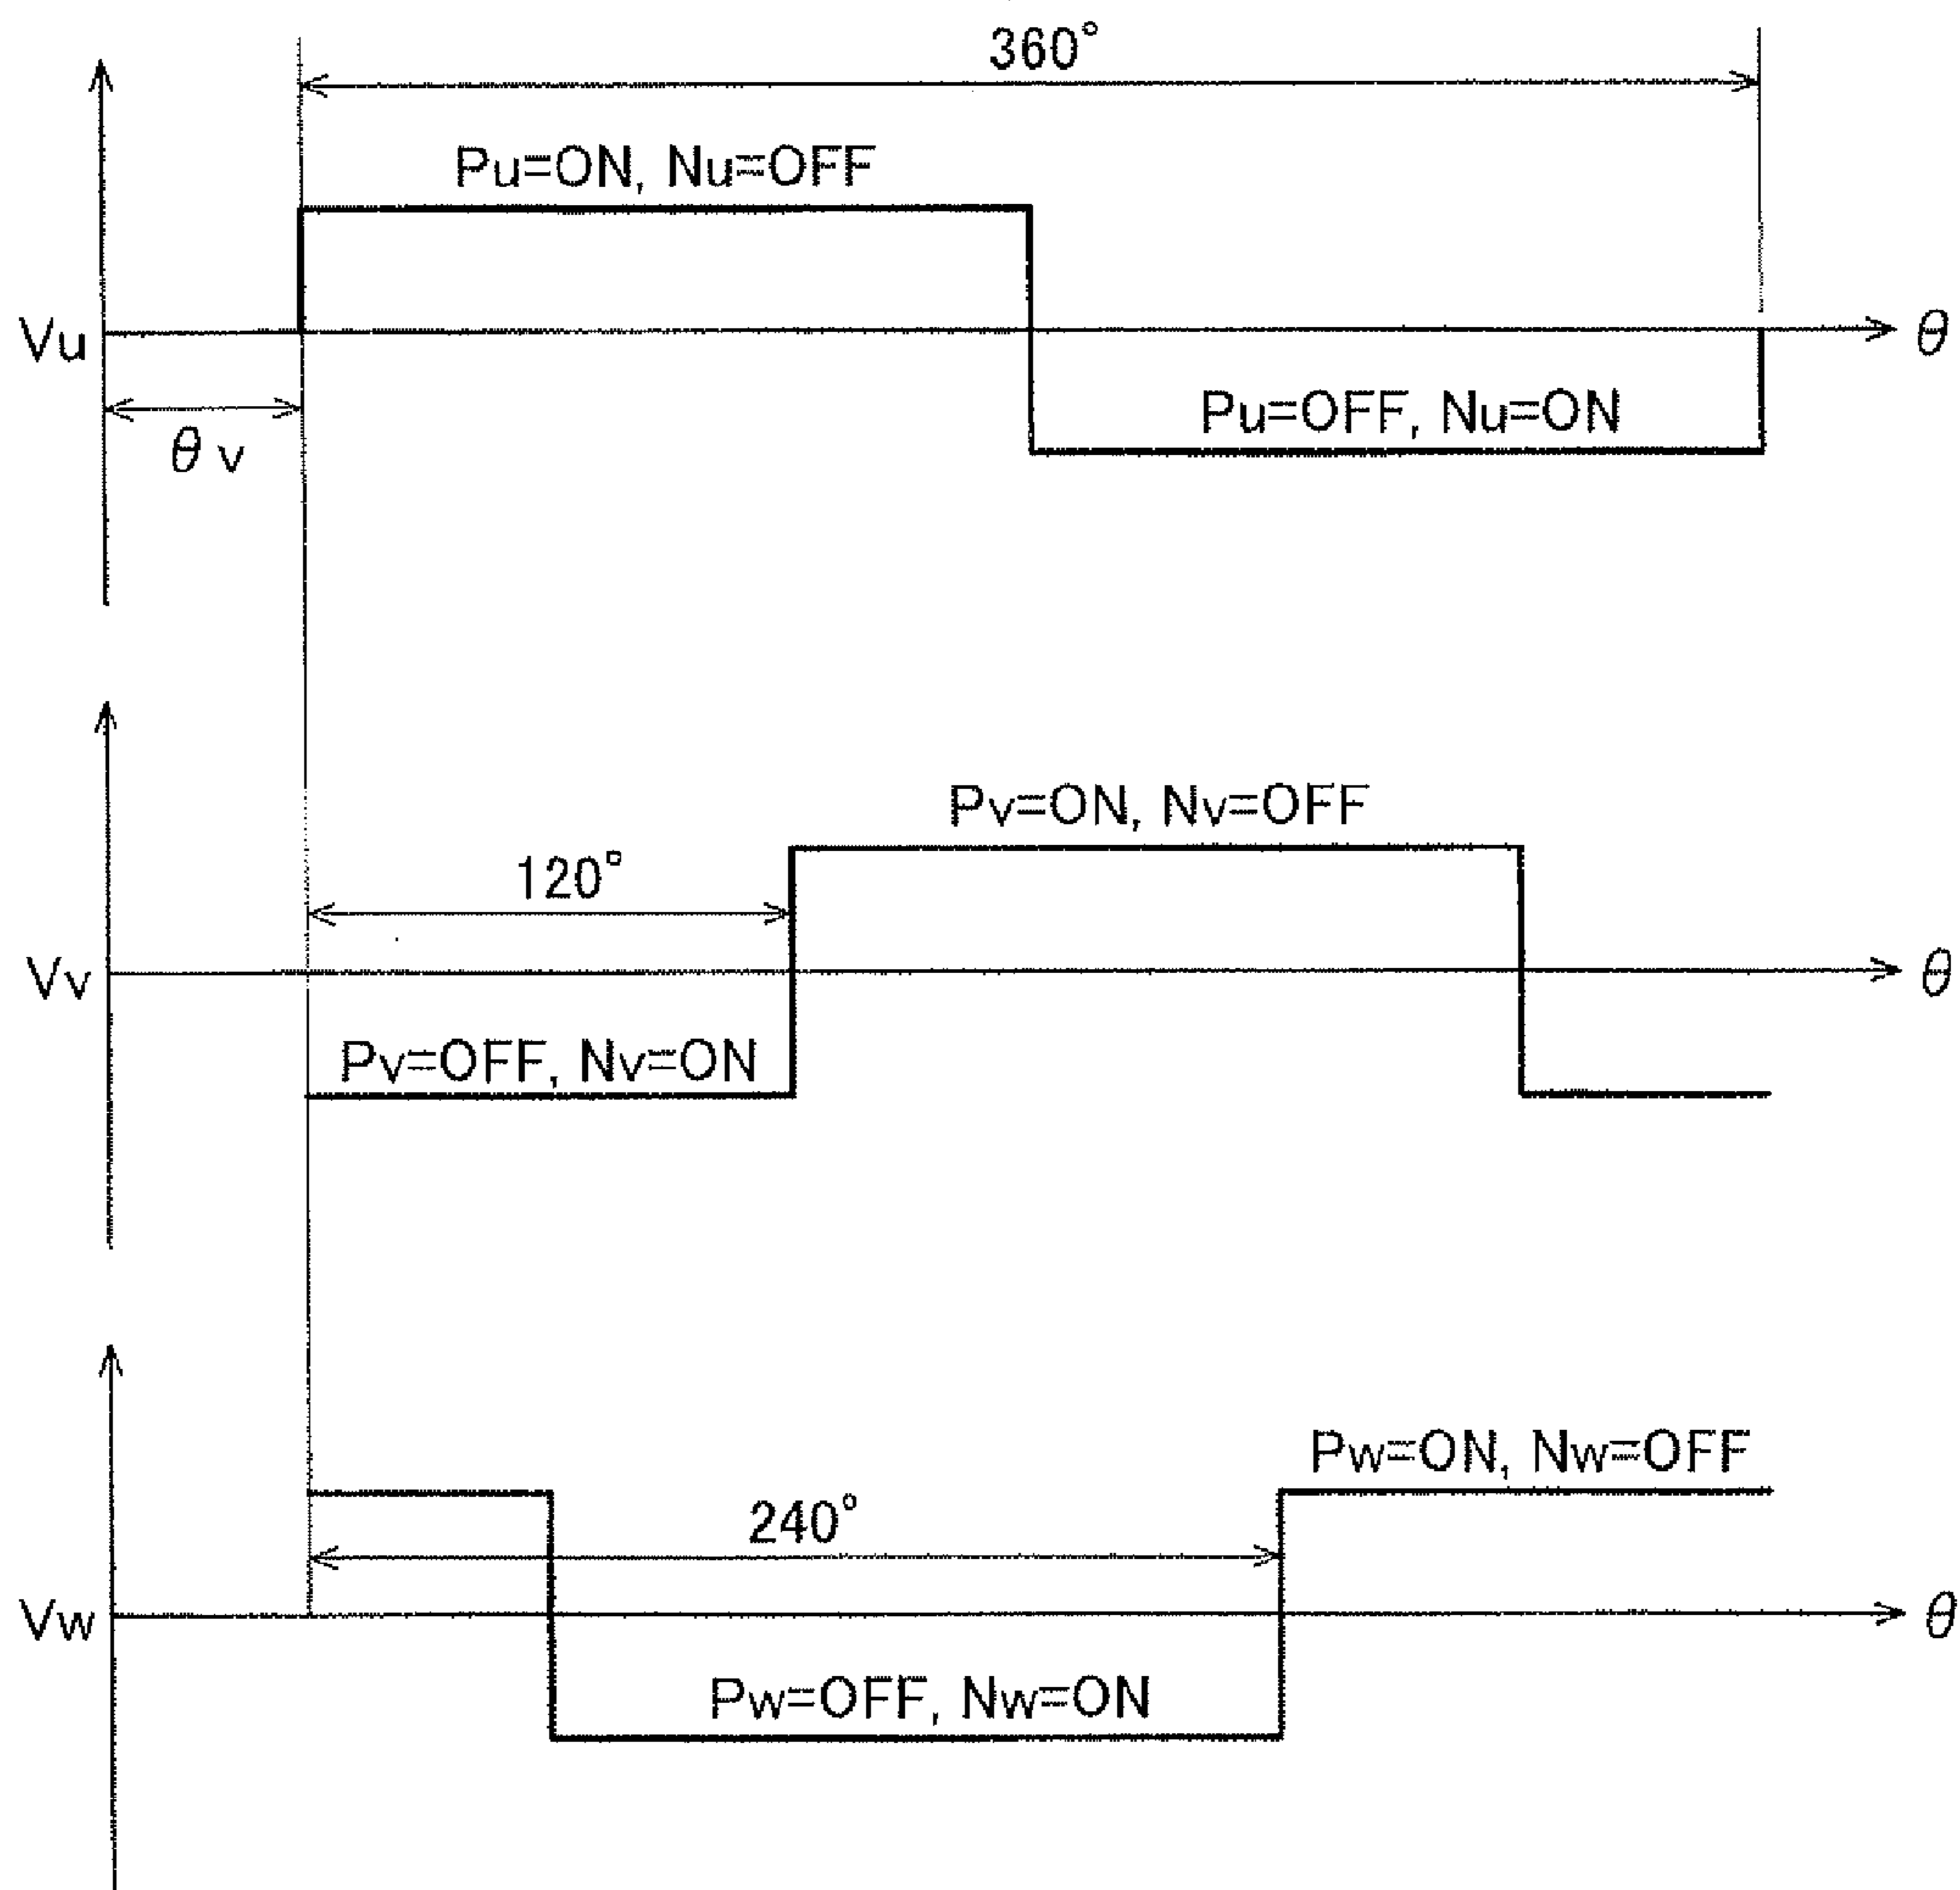 360°
Pu=ON, Nu=OFF
Vu
θ
Pu=OFF, Nu=ON
θv
Pv=ON, Nv=OFF
120°
Vv
θ
Pv=OFF, Nv=ON
Pw=ON, Nw=OFF
240°
Vw
θ
Pw=OFF, Nw=ON